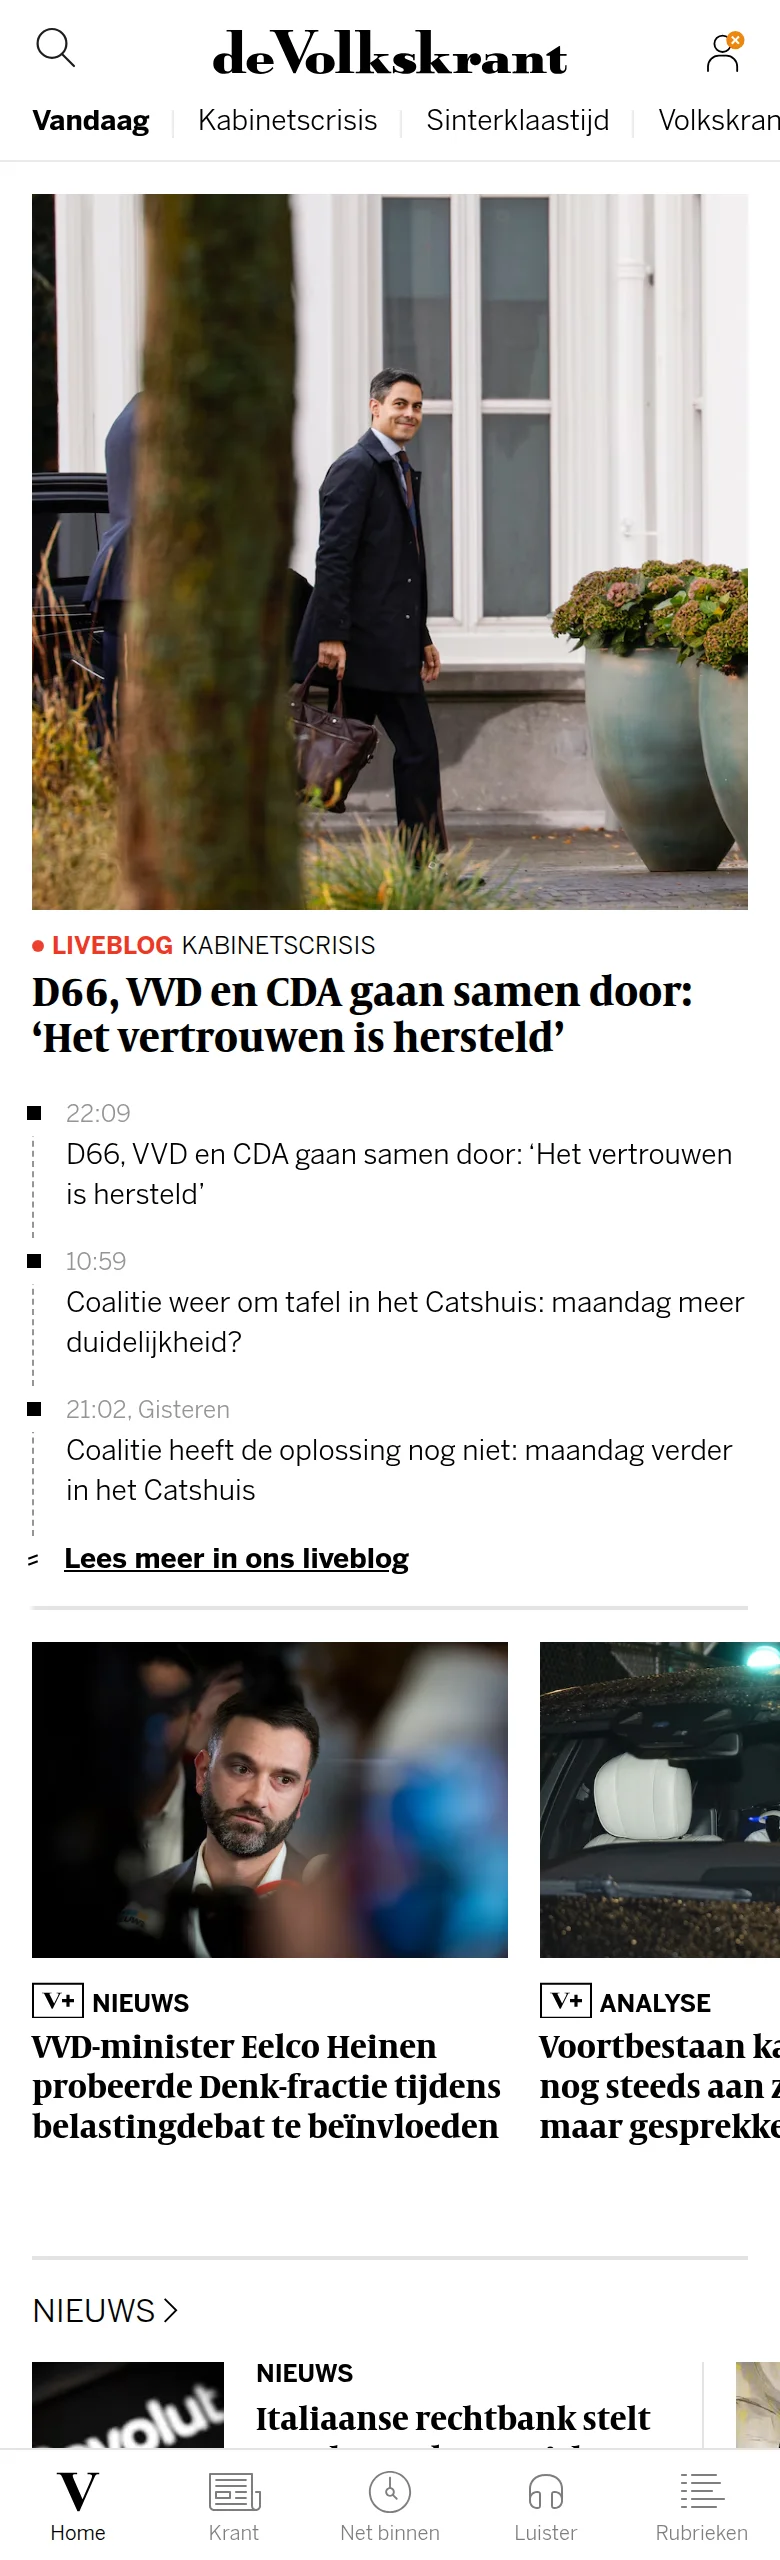 deVolkskrant
Vandaag
Kabinetscrisis
Sinterklaastijd
LIVEBLOG KABINETSCRISIS
D66, VVD en CDA gaan samen door:
‘Het vertrouwen is hersteld’
22:09
D66, VVD en CDA gaan samen door: ‘Het vertrouwen
is hersteld’
10:59
Coalitie weer om tafel in het Catshuis: maandag meer
duidelijkheid?
21:02, Gisteren
Coalitie heeft de oplossing nog niet: maandag verder
in het Catshuis
Lees meer in ons liveblog
V+ NIEUWS
VVD-minister Eelco Heinen
probeerde Denk-fractie tijdens
belastingdebat te beïnvloeden
V+ ANALYSE
Voortbestaan
nog steeds aan
maar
NIEUWS
NIEUWS
Italiaanse rechtbank stelt
V
Home
Krant
Net binnen
Luister
Rubrieken